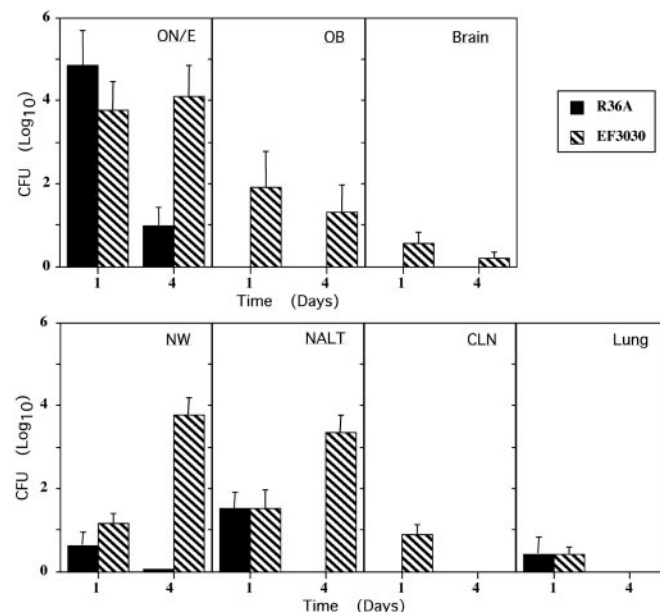 6
4
2
0
CFU (Log10)
ON/E
OB
Brain
1 4 1 4 1 4
Time (Days)
R36A
EF3030
6
4
2
0
CFU (Log10)
NW
NALT
CLN
Lung
1 4 1 4 1 4 1 4
Time (Days)